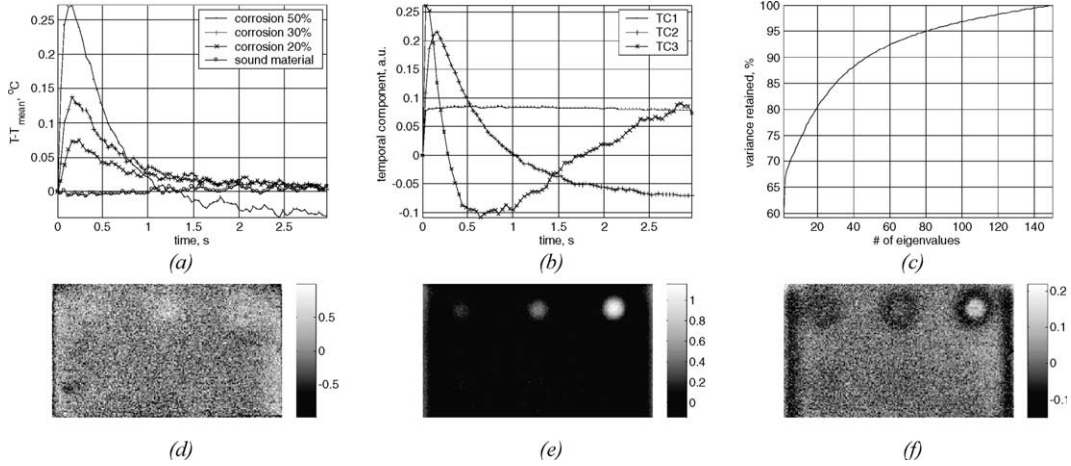 corrosion 50%
corrosion 30%
corrosion 20%
sound material
0.25
0.2
0.15
0.1
0.05
0
T-Tmean, °C
0 0.5 1 1.5 2 2.5
time, s
(a)
TC1
TC2
TC3
0.25
0.2
0.15
0.1
0.05
0
-0.05
-0.1
temporal component, a.u.
0 0.5 1 1.5 2 2.5
time, s
(b)
100
95
90
85
80
75
70
65
60
variance retained, %
20 40 60 80 100 120 140
# of eigenvalues
(c)
0.5
0
-0.5
(d)
1
0.8
0.6
0.4
0.2
0
(e)
0.2
0.1
0
-0.1
(f)